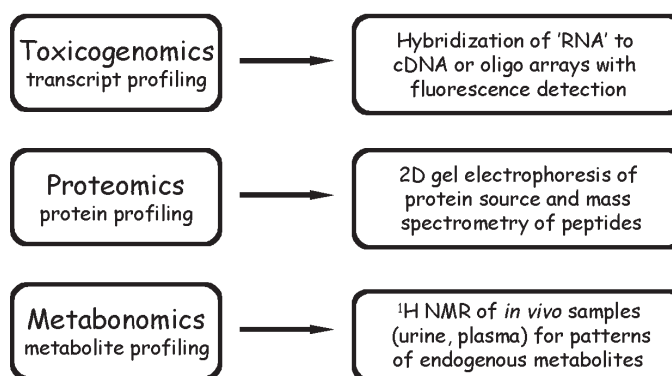 Toxicogenomics
transcript profiling
Hybridization of 'RNA' to
cDNA or oligo arrays with
fluorescence detection
Proteomics
protein profiling
2D gel electrophoresis of
protein source and mass
spectrometry of peptides
Metabonomics
metabolite profiling
¹H NMR of in vivo samples
(urine, plasma) for patterns
of endogenous metabolites